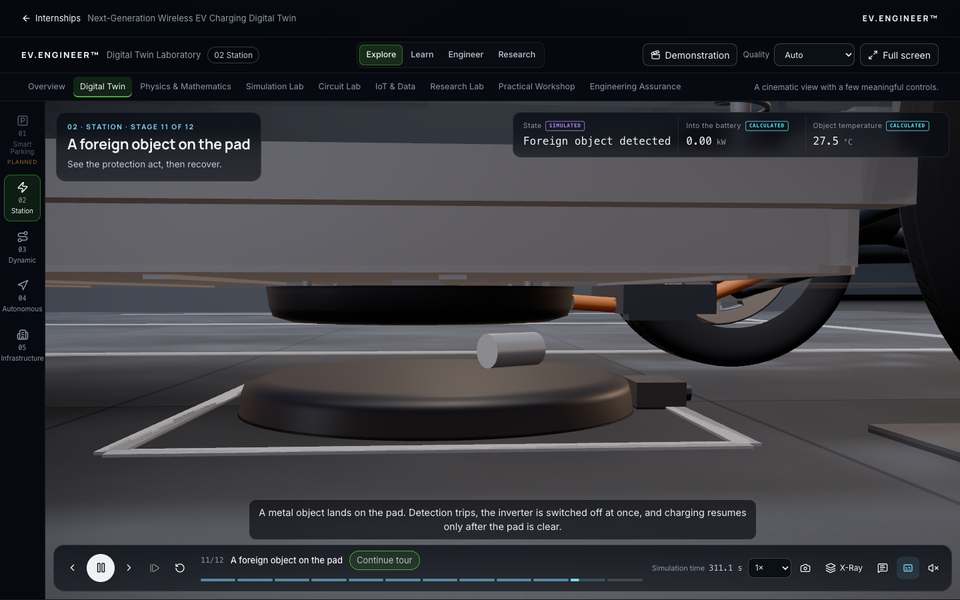 ← Internships Next-Generation Wireless EV Charging Digital Twin EV.ENGINEER™
EV.ENGINEER™ Digital Twin Laboratory 02 Station Explore Learn Engineer Research Demonstration Quality Auto Full screen
Overview Digital Twin Physics & Mathematics Simulation Lab Circuit Lab IoT & Data Research Lab Practical Workshop Engineering Assurance A cinematic view with a few meaningful controls.
P
01
Smart
Parking
PLANNED
02
Station
03
Dynamic
04
Autonomous
05
Infrastructure
02 · STATION · STAGE 11 OF 12
A foreign object on the pad
See the protection act, then recover.
State SIMULATED Into the battery CALCULATED Object temperature CALCULATED
Foreign object detected 0.00 kW 27.5 °C
A metal object lands on the pad. Detection trips, the inverter is switched off at once, and charging resumes
only after the pad is clear.
11/12 A foreign object on the pad Continue tour
Simulation time 311.1 s 1× X-Ray